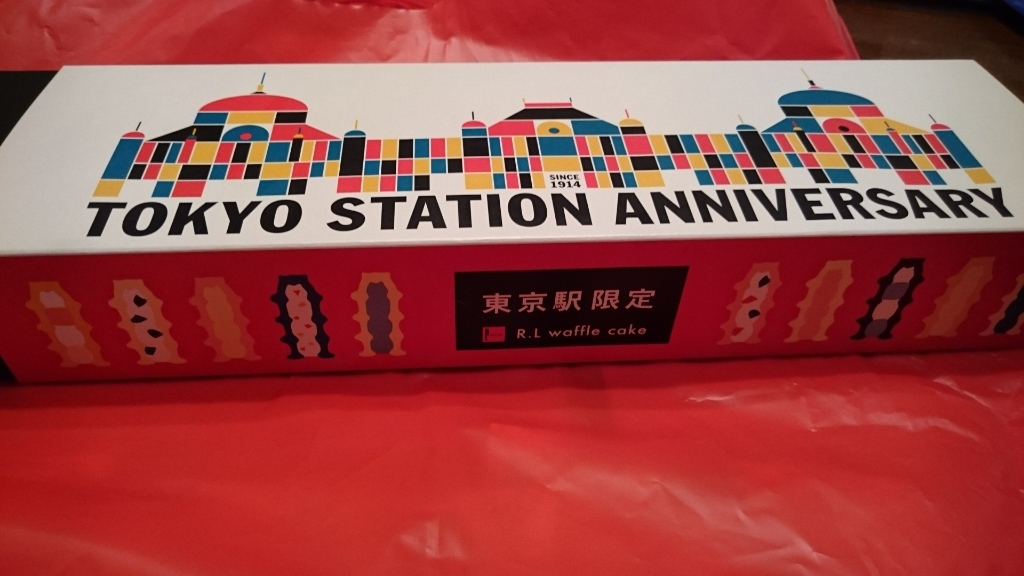 SINCE
1914
TOKYO STATION ANNIVERSARY
東京駅限定
R.L waffle cake